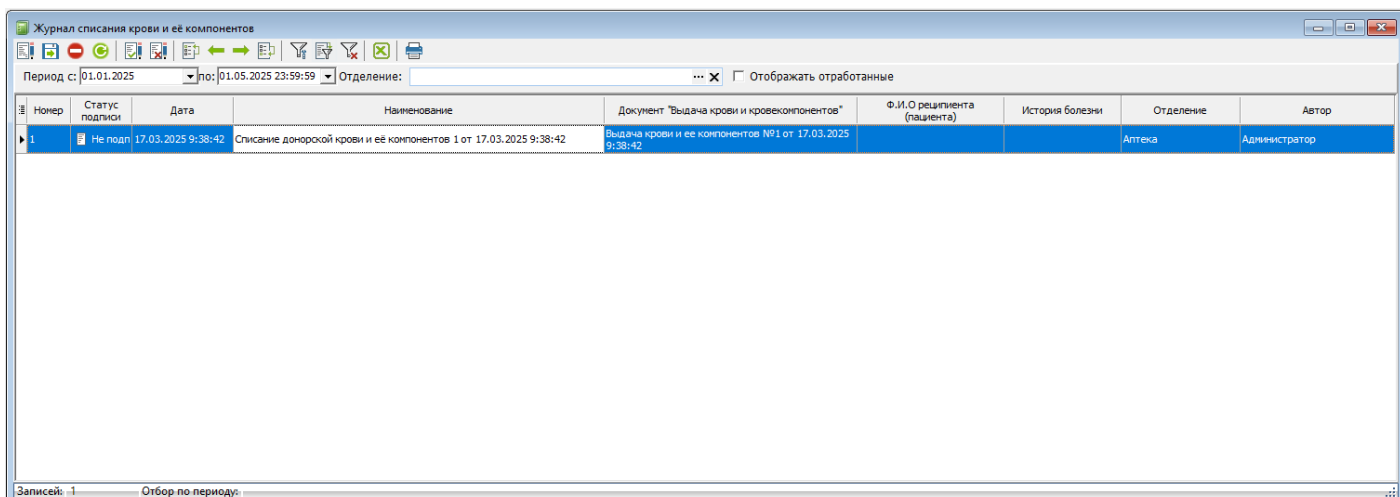 Журнал списания крови и её компонентов
Период с: 01.01.2025 по: 01.05.2025 23:59:59 Отделение: Отображать отработанные
Номер Статус подписи Дата Наименование Документ "Выдача крови и кровекомпонентов" Ф.И.О реципиента (пациента) История болезни Отделение Автор
1 Не подп 17.03.2025 9:38:42 Списание донорской крови и её компонентов 1 от 17.03.2025 9:38:42 Выдача крови и ее компонентов №1 от 17.03.2025 9:38:42 Аптека Администратор
Записей: 1 Отбор по периоду: